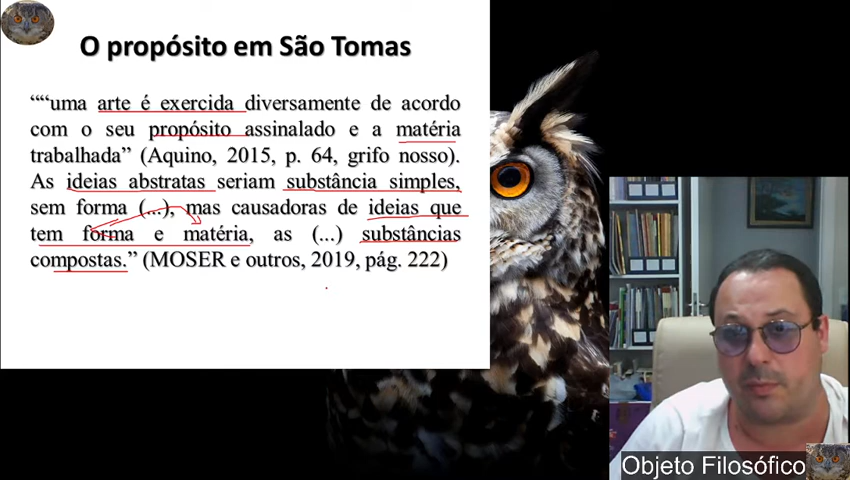 O propósito em São Tomas
““uma arte é exercida diversamente de acordo
com o seu propósito assinalado e a matéria
trabalhada” (Aquino, 2015, p. 64, grifo nosso).
As ideias abstratas seriam substância simples,
sem forma (...), mas causadoras de ideias que
tem forma e matéria, as (...) substâncias
compostas.” (MOSER e outros, 2019, pág. 222)
Objeto Filosófico